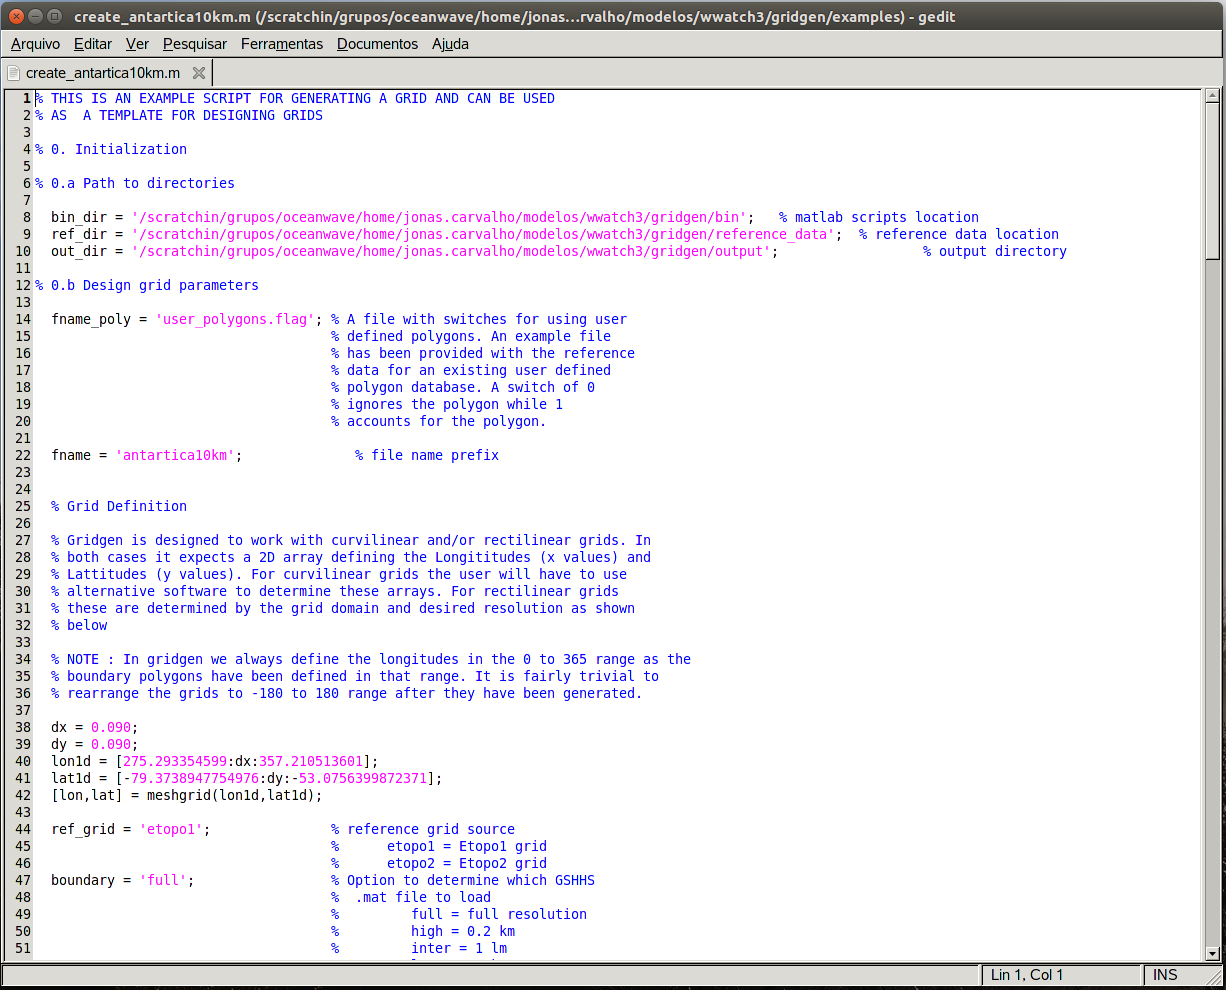 create_antartica10km.m (/scratchin/grupos/oceanwave/home/jonas...rvalho/modelos/wwatch3/gridgen/examples) - gedit
Arquivo Editar Ver Pesquisar Ferramentas Documentos Ajuda
create_antartica10km.m
1 % THIS IS AN EXAMPLE SCRIPT FOR GENERATING A GRID AND CAN BE USED
2 % AS  A TEMPLATE FOR DESIGNING GRIDS
3
4 % 0. Initialization
5
6 % 0.a Path to directories
7
8 bin_dir = '/scratchin/grupos/oceanwave/home/jonas.carvalho/modelos/wwatch3/gridgen/bin';   % matlab scripts location
9 ref_dir = '/scratchin/grupos/oceanwave/home/jonas.carvalho/modelos/wwatch3/gridgen/reference_data';  % reference data location
10 out_dir = '/scratchin/grupos/oceanwave/home/jonas.carvalho/modelos/wwatch3/gridgen/output';                  % output directory
11
12 % 0.b Design grid parameters
13
14 fname_poly = 'user_polygons.flag'; % A file with switches for using user
15 % defined polygons. An example file
16 % has been provided with the reference
17 % data for an existing user defined
18 % polygon database. A switch of 0
19 % ignores the polygon while 1
20 % accounts for the polygon.
21
22 fname = 'antartica10km';              % file name prefix
23
24
25 % Grid Definition
26
27 % Gridgen is designed to work with curvilinear and/or rectilinear grids. In
28 % both cases it expects a 2D array defining the Longititudes (x values) and
29 % Lattitudes (y values). For curvilinear grids the user will have to use
30 % alternative software to determine these arrays. For rectilinear grids
31 % these are determined by the grid domain and desired resolution as shown
32 % below
33
34 % NOTE : In gridgen we always define the longitudes in the 0 to 365 range as the
35 % boundary polygons have been defined in that range. It is fairly trivial to
36 % rearrange the grids to -180 to 180 range after they have been generated.
37
38 dx = 0.090;
39 dy = 0.090;
40 lon1d = [275.293354599:dx:357.210513601];
41 lat1d = [-79.3738947754976:dy:-53.0756399872371];
42 [lon,lat] = meshgrid(lon1d,lat1d);
43
44 ref_grid = 'etopo1';               % reference grid source
45 %      etopo1 = Etopo1 grid
46 %      etopo2 = Etopo2 grid
47 boundary = 'full';                 % Option to determine which GSHHS
48 %  .mat file to load
49 %         full = full resolution
50 %         high = 0.2 km
51 %         inter = 1 lm
Lin 1, Col 1 INS